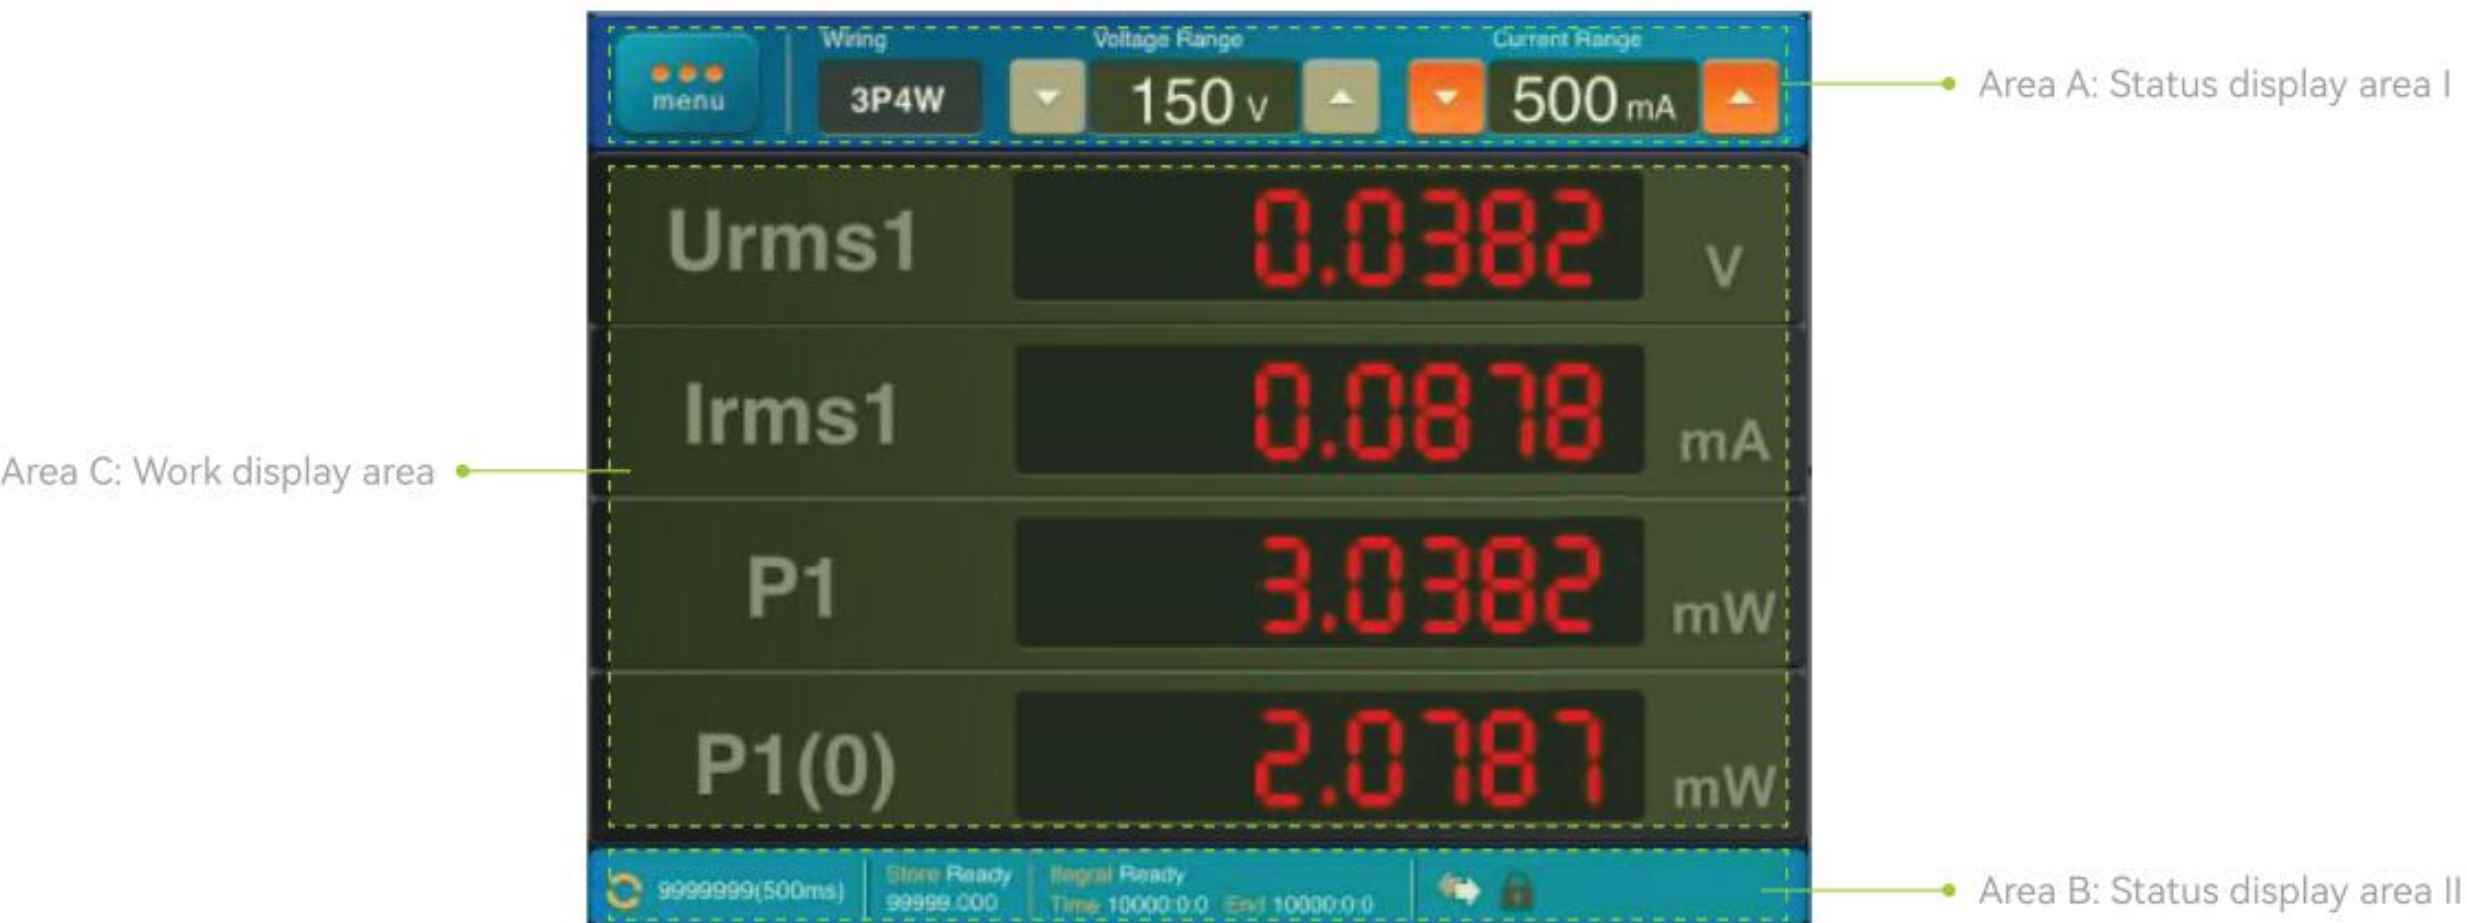 Wiring
Voltage Range
Current Range
menu
3P4W
150 V
500 mA
Area A: Status display area I
Urms1
0.0382
V
Irms1
0.0878
mA
Area C: Work display area
P1
3.0382
mW
P1(0)
2.0787
mW
9999999(500ms)
Store Ready
99999.000
Itegral Ready
Time 10000:0:0 End 10000:0:0
Area B: Status display area II